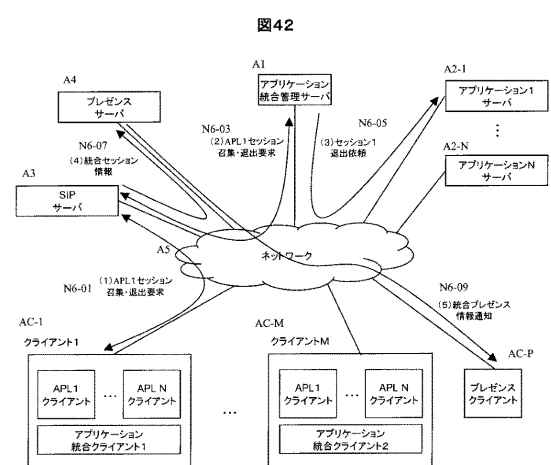 図42
A4
プレゼンス
サーバ
A1
アプリケーション
統合管理サーバ
A2-1
アプリケーション1
サーバ
⋮
A2-N
アプリケーションN
サーバ
N6-07
(4)統合セッション
情報
N6-03
(2)APL1セッション
召集・退出要求
N6-05
(3)セッション1
退出依頼
A3
SIP
サーバ
A5
ネットワーク
N6-01
(1)APL1セッション
召集・退出要求
N6-09
(5)統合プレゼンス
情報通知
AC-1
クライアント1
APL1
クライアント
…
APL N
クライアント
アプリケーション
統合クライアント1
…
AC-M
クライアントM
APL1
クライアント
…
APL N
クライアント
アプリケーション
統合クライアント2
AC-P
プレゼンス
クライアント